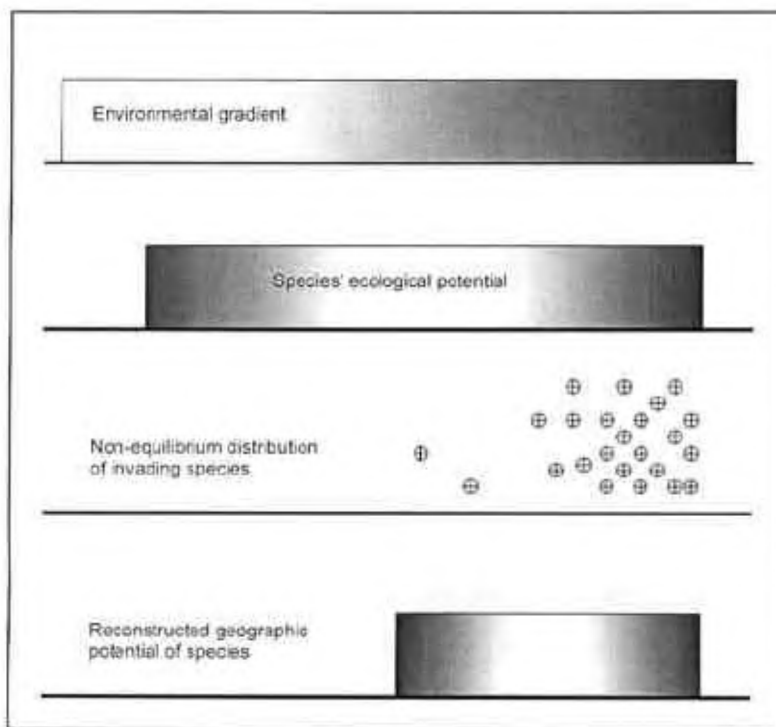 Environmental gradient
Species' ecological potential
Non-equilibrium distribution
of invading species
Reconstructed geographic
potential of species